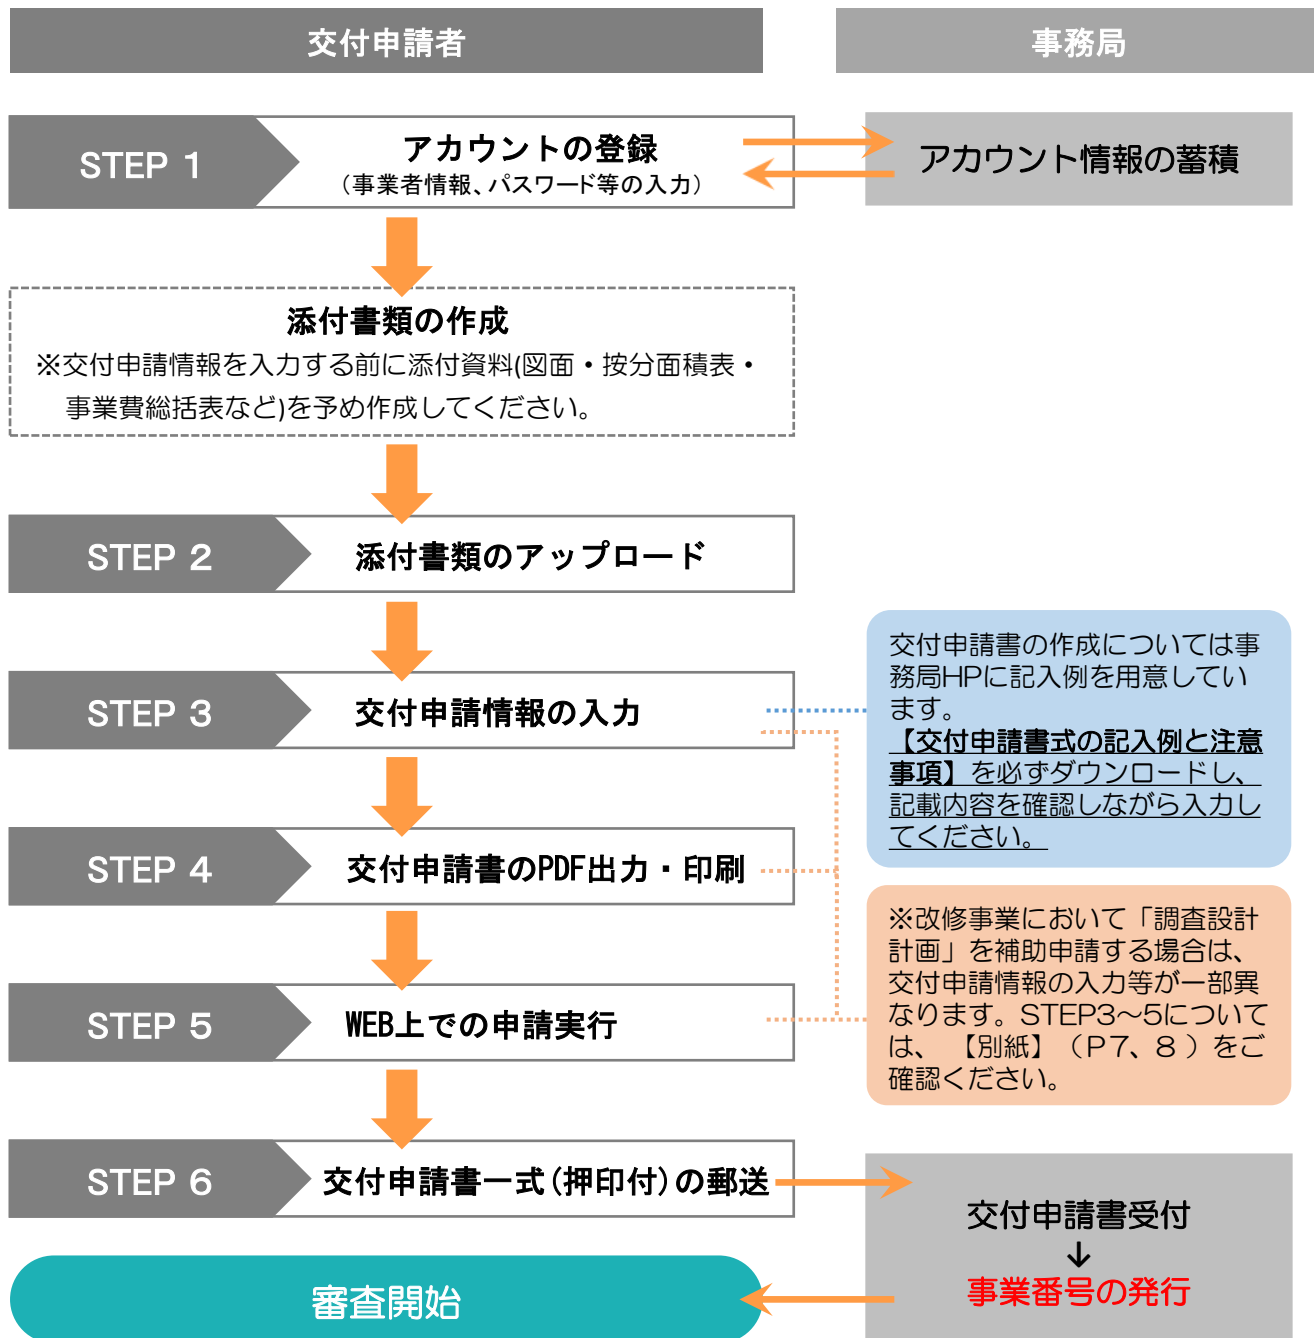 交付申請者
事務局
STEP 1
アカウントの登録
（事業者情報、パスワード等の入力）
アカウント情報の蓄積
添付書類の作成
※交付申請情報を入力する前に添付資料(図面・按分面積表・
事業費総括表など)を予め作成してください。
STEP 2
添付書類のアップロード
STEP 3
交付申請情報の入力
交付申請書の作成については事
務局HPに記入例を用意してい
ます。
【交付申請書式の記入例と注意
事項】を必ずダウンロードし、
記載内容を確認しながら入力し
てください。
STEP 4
交付申請書のPDF出力・印刷
※改修事業において「調査設計
計画」を補助申請する場合は、
交付申請情報の入力等が一部異
なります。STEP3～5について
は、【別紙】（P7、8）をご
確認ください。
STEP 5
WEB上での申請実行
STEP 6
交付申請書一式(押印付)の郵送
交付申請書受付
↓
事業番号の発行
審査開始